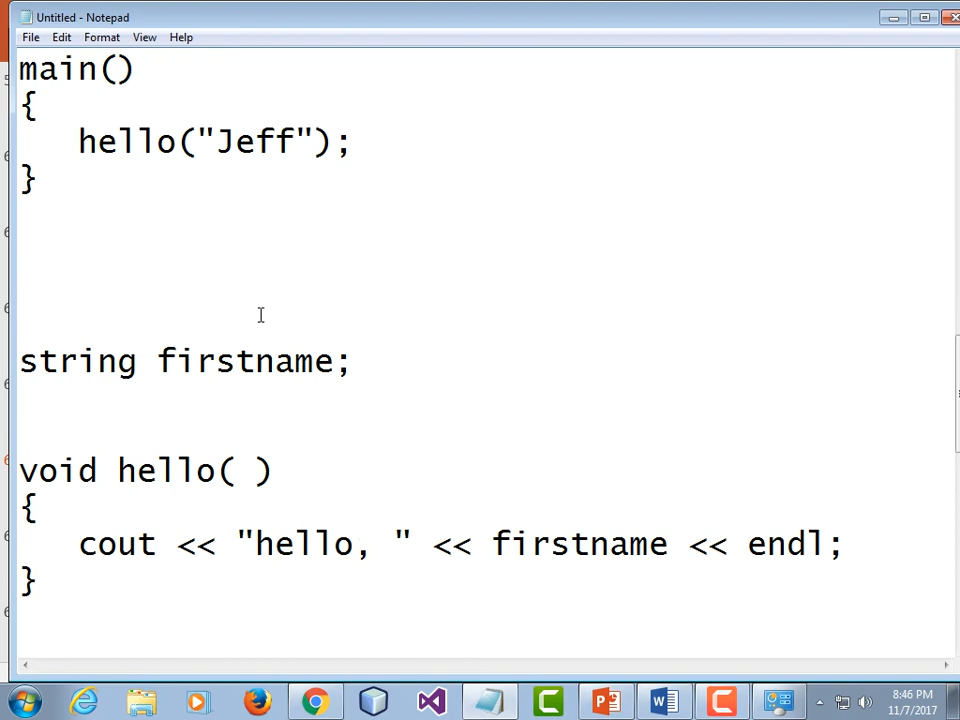 Untitled - Notepad
File Edit Format View Help
main()
{
   hello("Jeff");
}
string firstname;
void hello( )
{
   cout << "hello, " << firstname << endl;
}
8:46 PM
11/7/2017